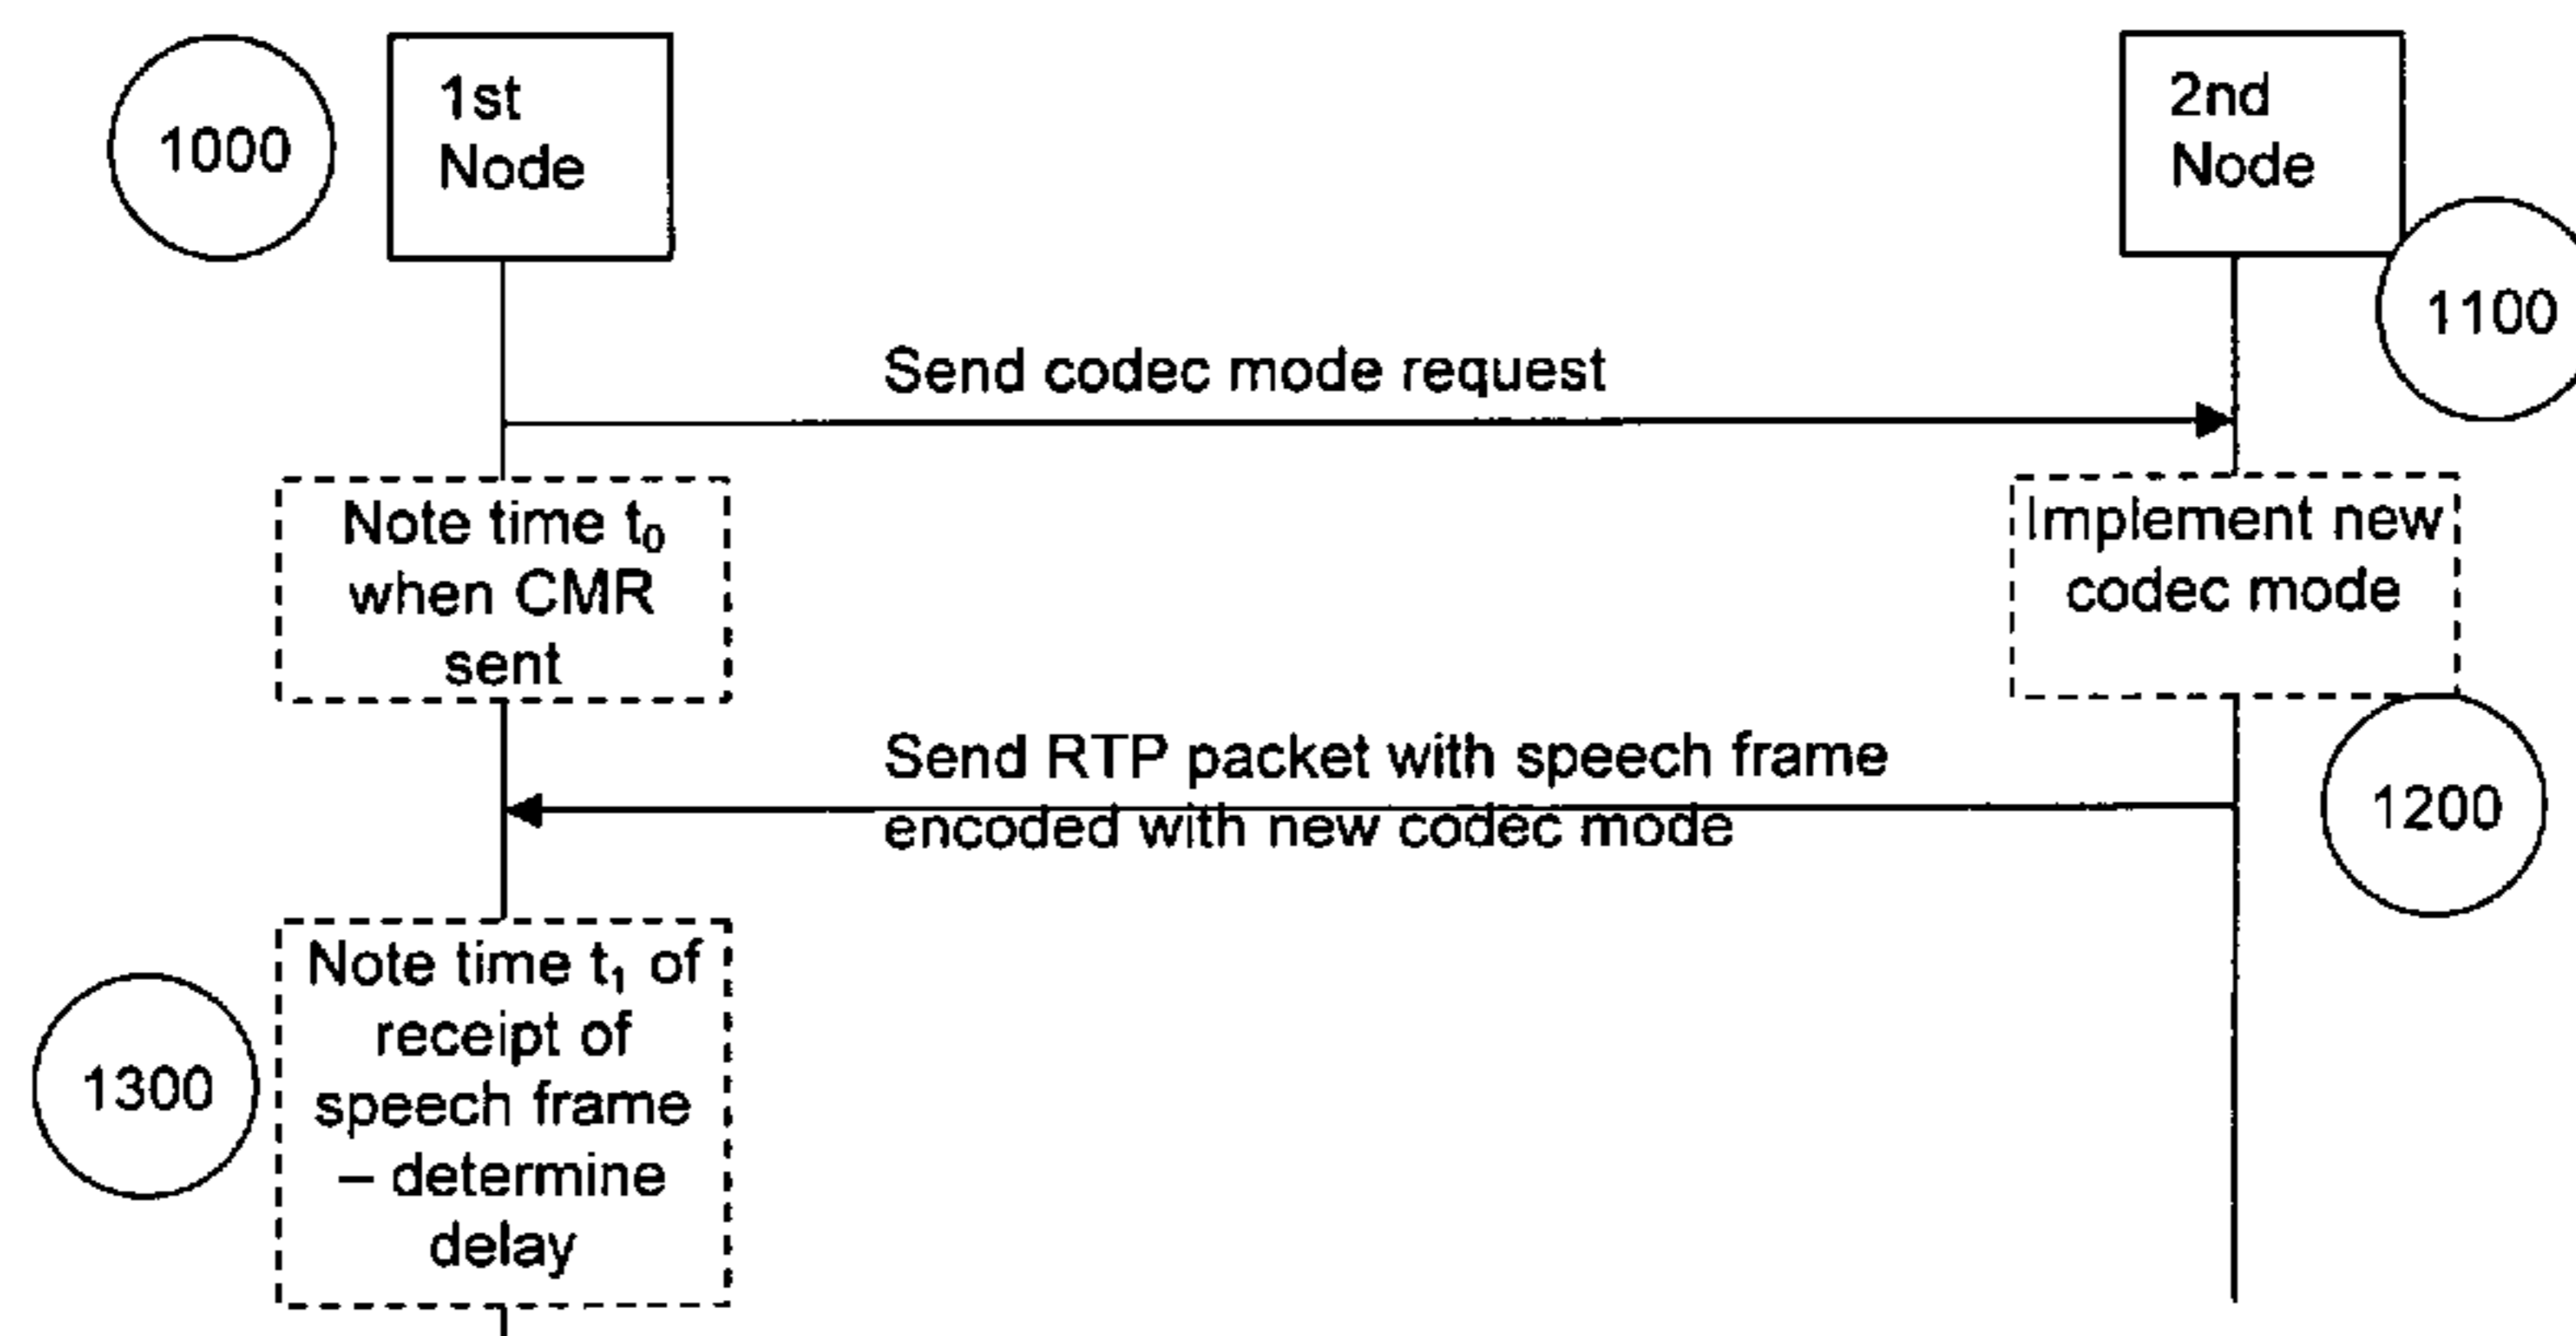 1000
1st
Node
2nd
Node
1100
Send codec mode request
Note time t₀
when CMR
sent
Implement new
codec mode
Send RTP packet with speech frame
encoded with new codec mode
1200
Note time t₁ of
receipt of
speech frame
– determine
delay
1300